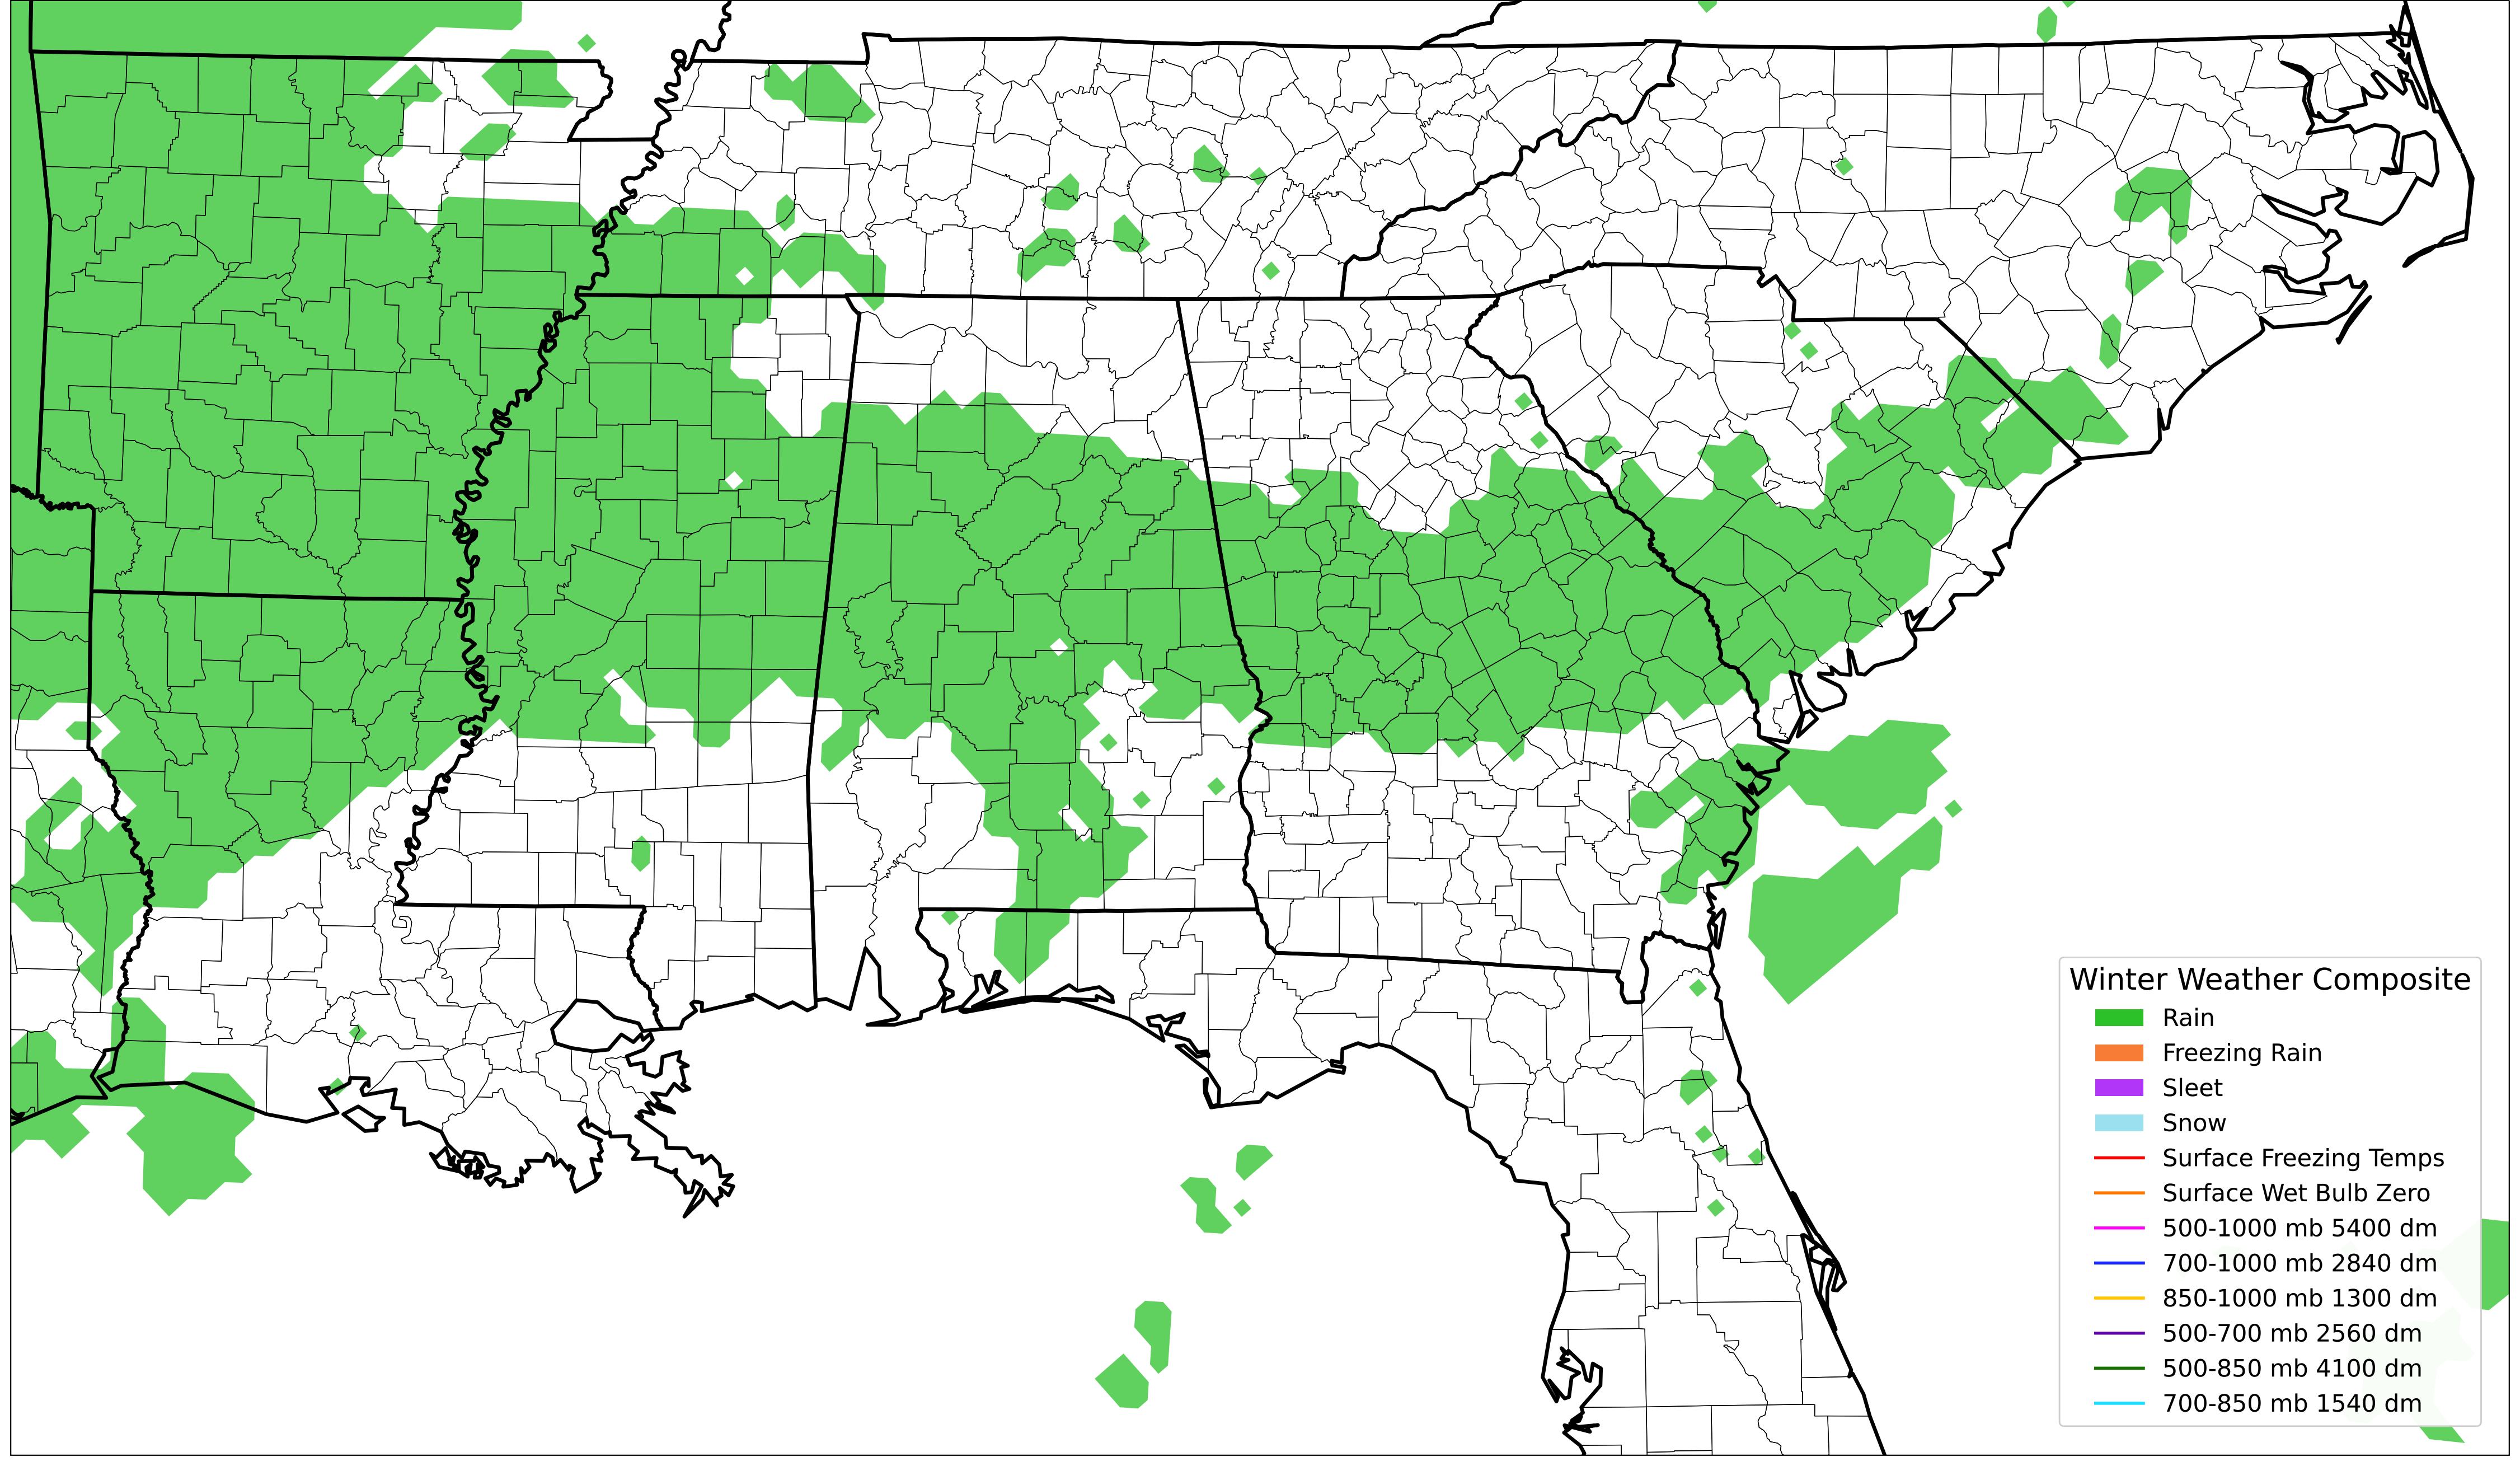 Winter Weather Composite
Rain
Freezing Rain
Sleet
Snow
Surface Freezing Temps
Surface Wet Bulb Zero
500-1000 mb 5400 dm
700-1000 mb 2840 dm
850-1000 mb 1300 dm
500-700 mb 2560 dm
500-850 mb 4100 dm
700-850 mb 1540 dm